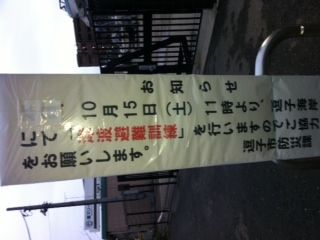 お知らせ
10月15日(土)11時より、逗子海岸
にて「津波避難訓練」を行いますのでご協力
をお願いします。
逗子市防災課